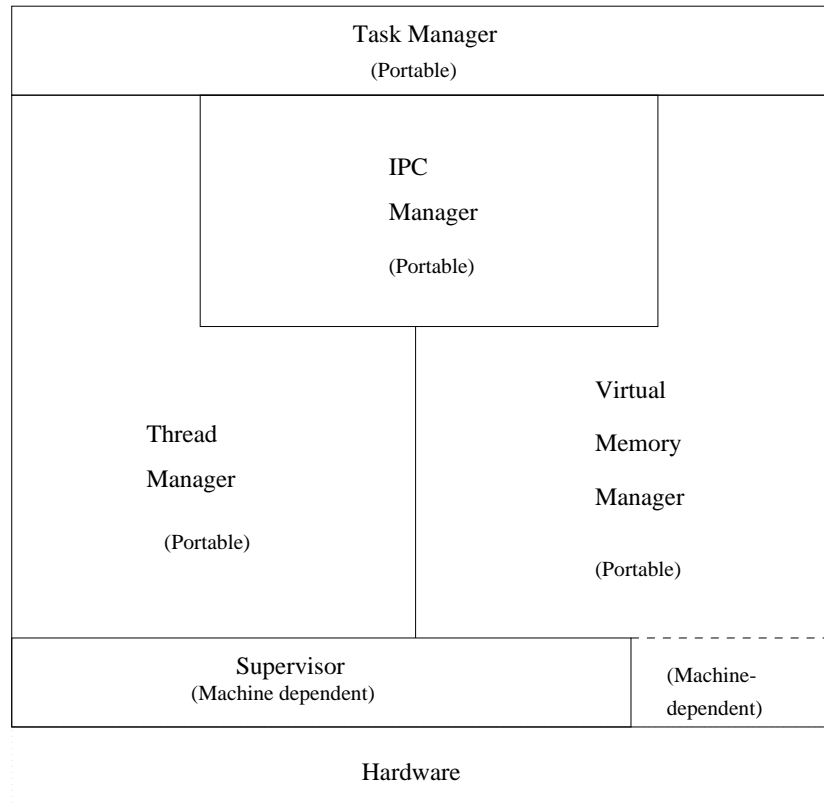 Task Manager
(Portable)
IPC
Manager
(Portable)
Thread
Manager
(Portable)
Virtual
Memory
Manager
(Portable)
Supervisor
(Machine dependent)
(Machine-
dependent)
Hardware